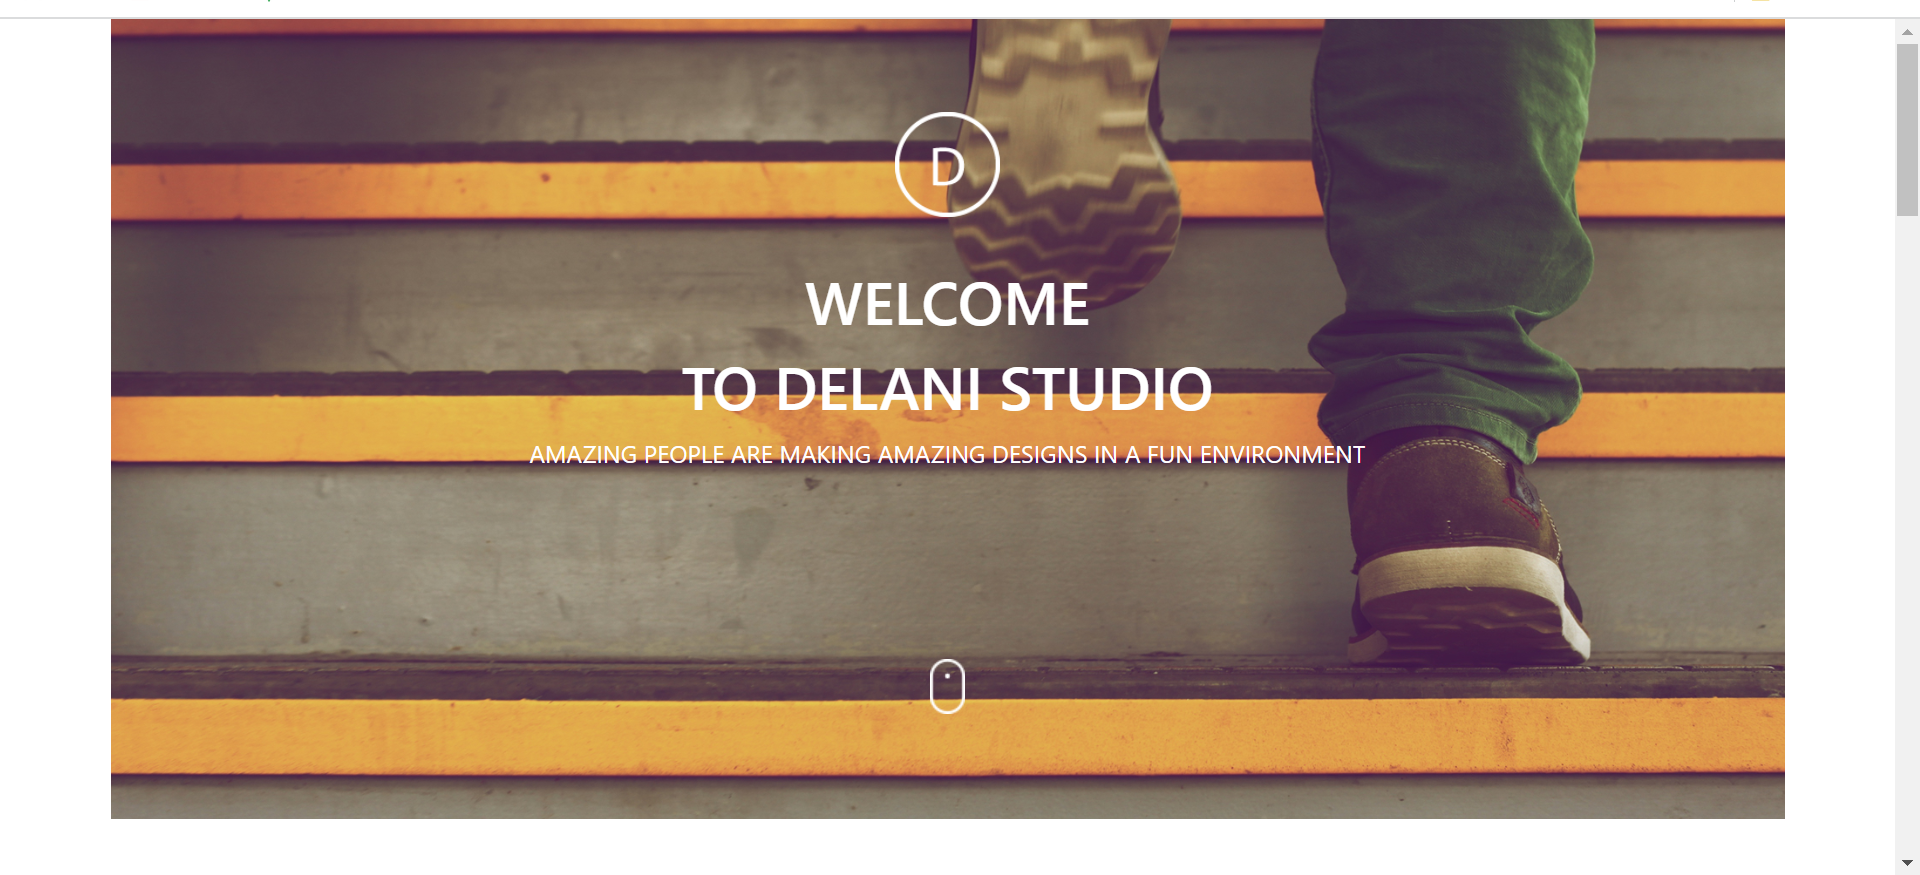 D
WELCOME
TO DELANI STUDIO
AMAZING PEOPLE ARE MAKING AMAZING DESIGNS IN A FUN ENVIRONMENT